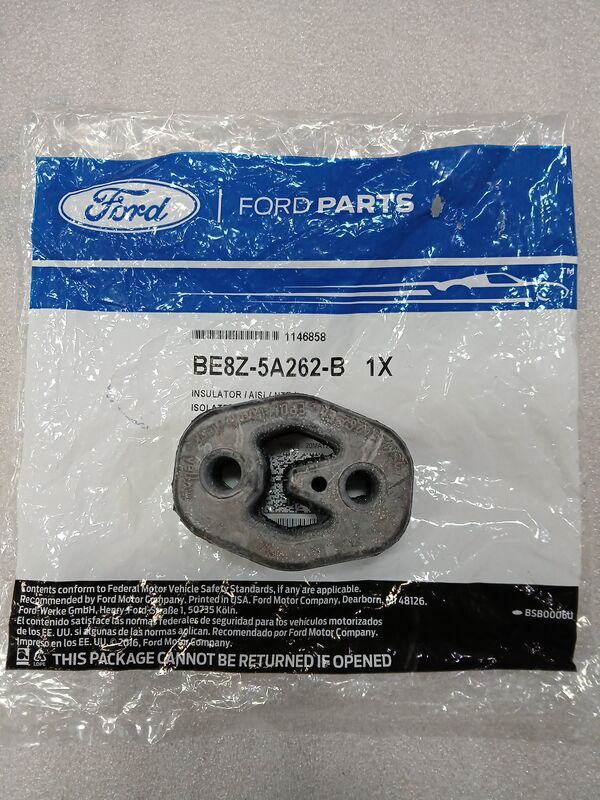 Ford
FORD PARTS
TM
1146858
BE8Z-5A262-B 1X
INSULATOR / AISL /
20MA
Contents conform to Federal Motor Vehicle Safety Standards, if any are applicable.
Recommended by Ford Motor Company, Printed in USA. Ford Motor Company, Dearborn, MI 48126.
Ford-Werke GmbH, Henry-Ford-Straße 1, 50735 Köln.
El contenido satisface las normas federales de seguridad para los vehículos motorizados
de los EE. UU. si algunas de las normas aplican. Recomendado por Ford Motor Company.
Impreso en los EE. UU. ©2016, Ford Motor Company.
BSB0006U
LDPE
THIS PACKAGE CANNOT BE RETURNED IF OPENED